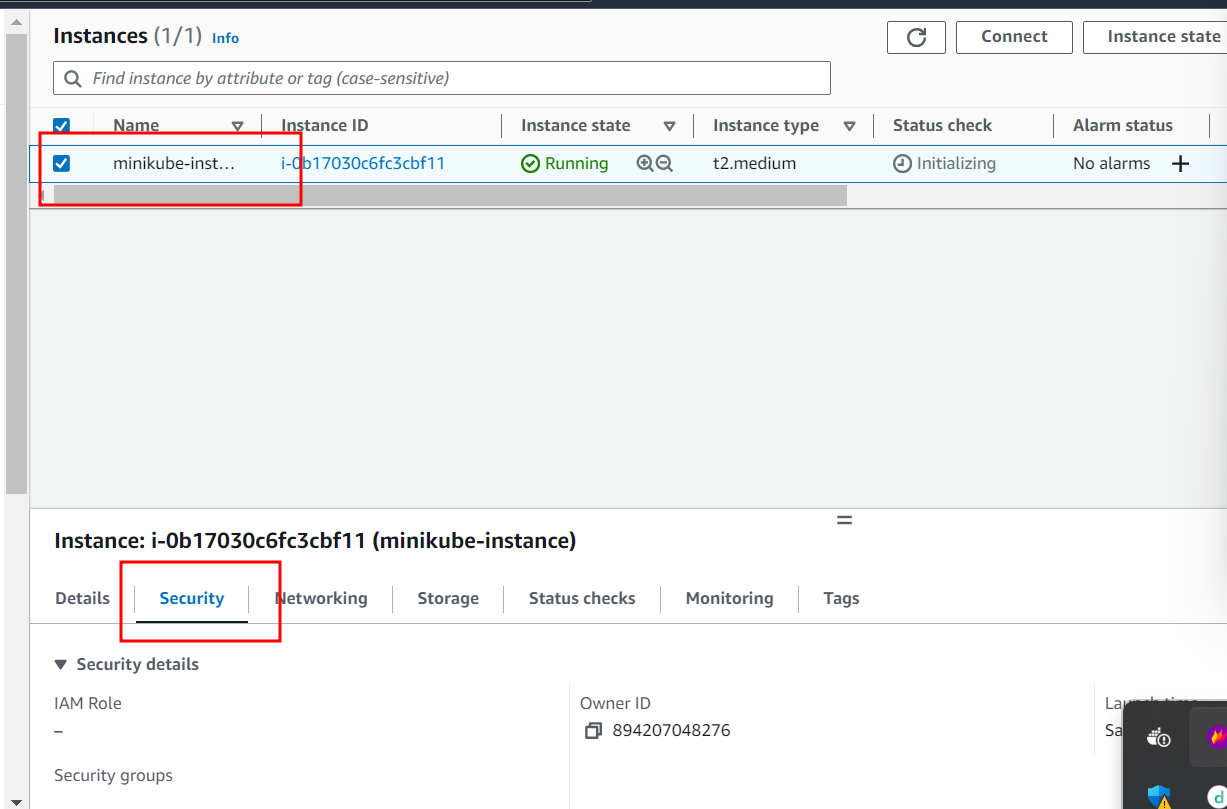 Instances (1/1) Info
Connect
Instance state
Find instance by attribute or tag (case-sensitive)
Name Instance ID Instance state Instance type Status check Alarm status
minikube-inst... i-0b17030c6fc3cbf11 Running t2.medium Initializing No alarms
Instance: i-0b17030c6fc3cbf11 (minikube-instance)
Details Security Networking Storage Status checks Monitoring Tags
Security details
IAM Role Owner ID
– 894207048276
Security groups